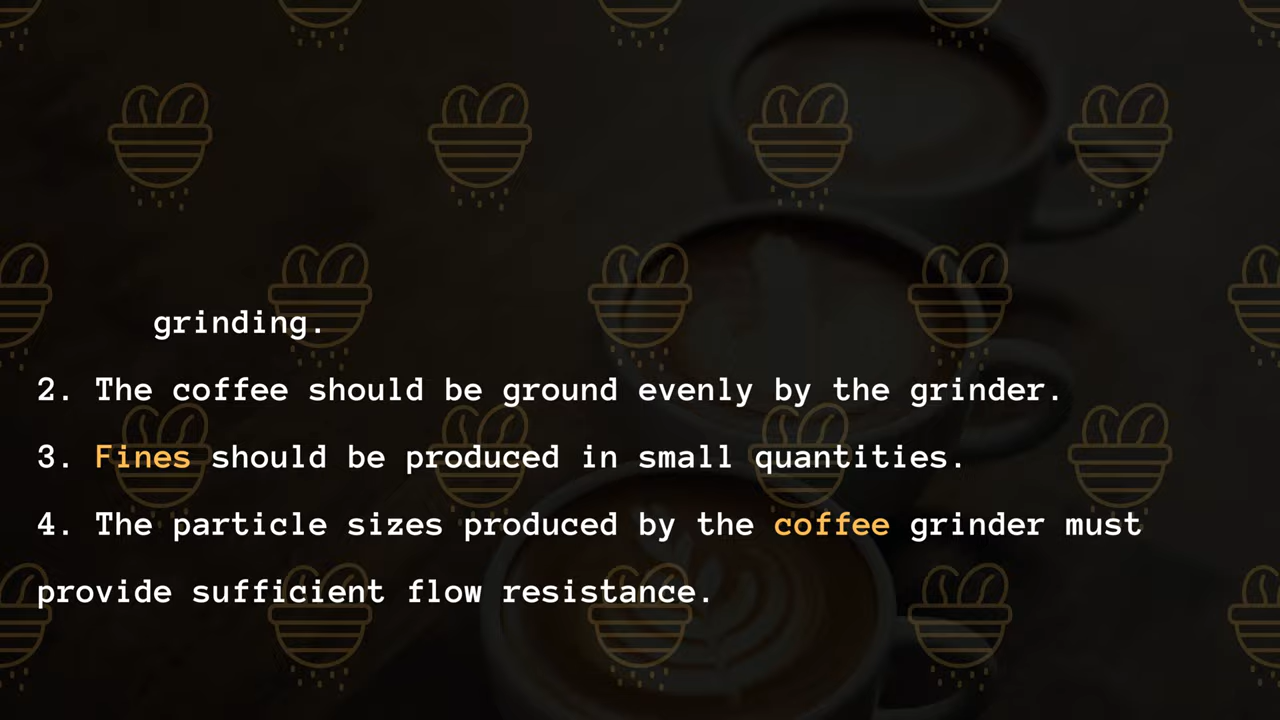 grinding.
2. The coffee should be ground evenly by the grinder.
3. Fines should be produced in small quantities.
4. The particle sizes produced by the coffee grinder must
provide sufficient flow resistance.